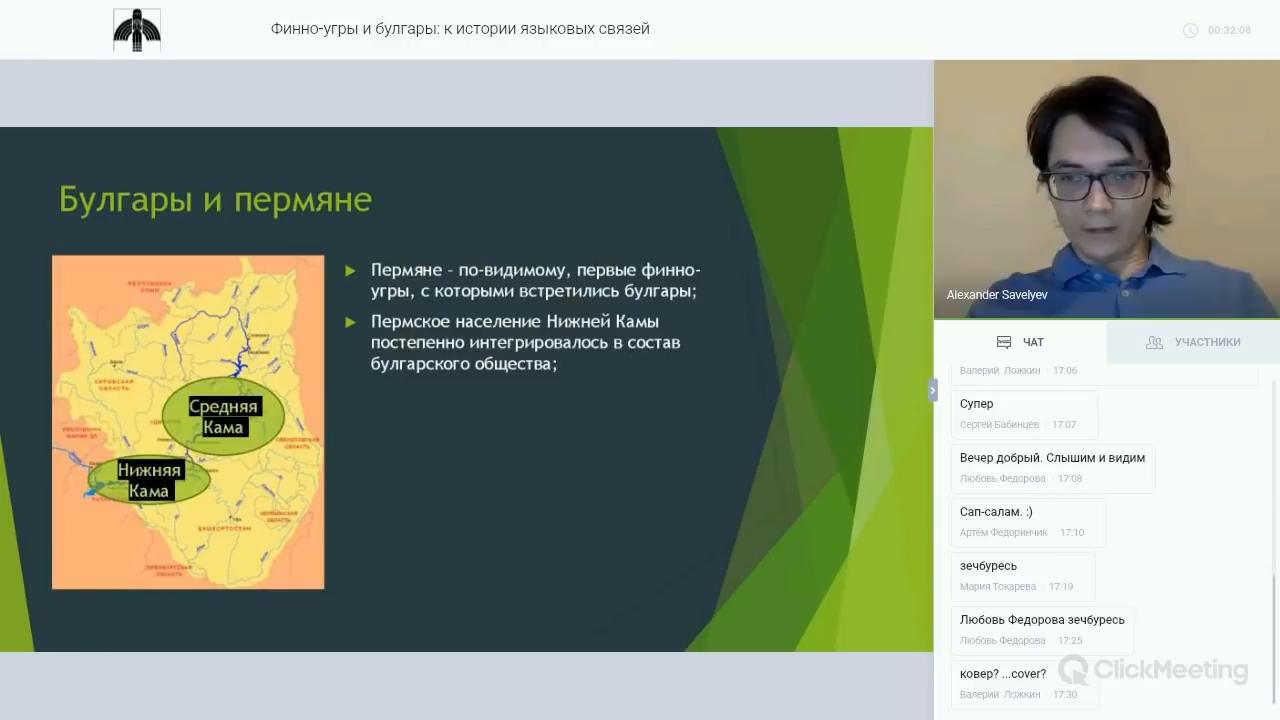 Финно-угры и булгары: к истории языковых связей
00:32:08
Булгары и пермяне
Пермяне - по-видимому, первые финно-
угры, с которыми встретились булгары;
Пермское население Нижней Камы
постепенно интегрировалось в состав
булгарского общества;
КИРОВСКАЯ
ОБЛАСТЬ
Средняя
Кама
Нижняя
Кама
БАШКОРТОСТАН
Alexander Savelyev
ЧАТ
УЧАСТНИКИ
Валерий Ложкин · 17:06
Супер
Сергей Бабинцев 17:07
Вечер добрый. Слышим и видим
Любовь Федорова · 17:08
Сап-салам. :)
Артём Федоринчик 17:10
зечбуресь
Мария Токарева · 17:19
Любовь Федорова зечбуресь
Любовь Федорова · 17:25
ковер? ...cover?
Валерий Ложкин · 17:30
ClickMeeting